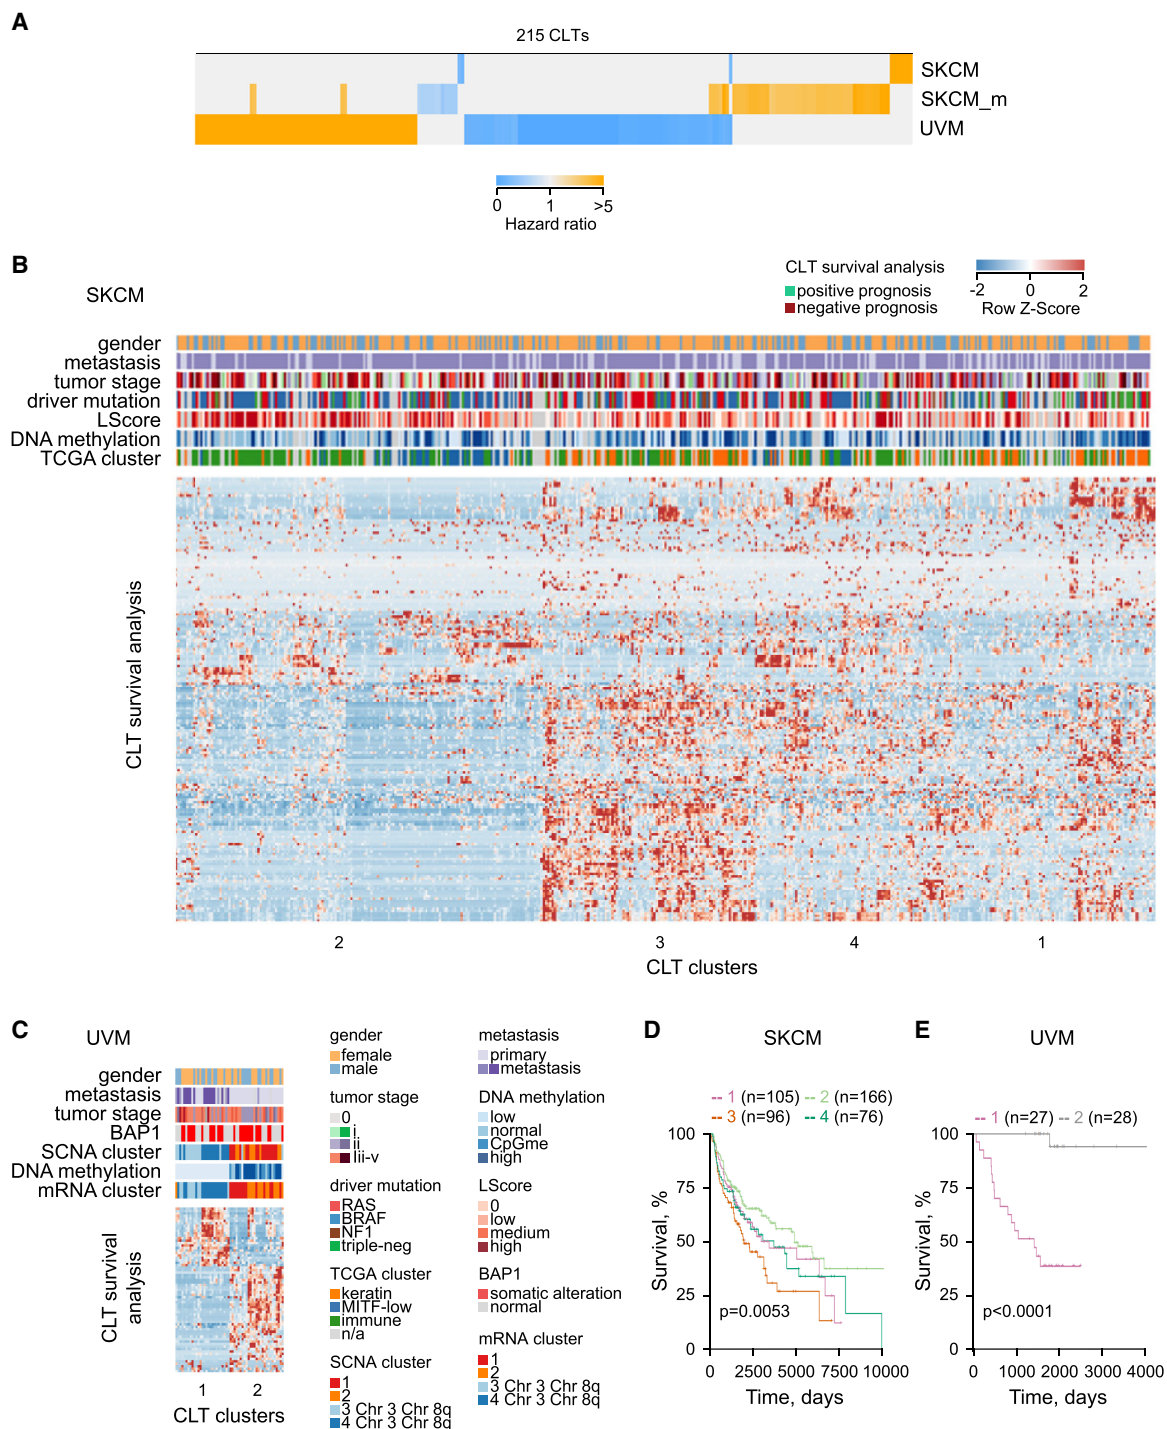 A
215 CLTs
SKCM
SKCM_m
UVM
0 1 >5
Hazard ratio
B
SKCM
CLT survival analysis
positive prognosis
negative prognosis
-2 0 2
Row Z-Score
gender
metastasis
tumor stage
driver mutation
LScore
DNA methylation
TCGA cluster
CLT survival analysis
2 3 4 1
CLT clusters
C
UVM
gender
metastasis
tumor stage
BAP1
SCNA cluster
DNA methylation
mRNA cluster
CLT survival
analysis
1 2
CLT clusters
gender
female
male
tumor stage
0
i
ii
Iii-v
driver mutation
RAS
BRAF
NF1
triple-neg
TCGA cluster
keratin
MITF-low
immune
n/a
SCNA cluster
1
2
3 Chr 3 Chr 8q
4 Chr 3 Chr 8q
metastasis
primary
metastasis
DNA methylation
low
normal
CpGme
high
LScore
0
low
medium
high
BAP1
somatic alteration
normal
mRNA cluster
1
2
3 Chr 3 Chr 8q
4 Chr 3 Chr 8q
D
SKCM
1 (n=105) 2 (n=166)
3 (n=96) 4 (n=76)
100
75
50
25
0
Survival, %
p=0.0053
0 2500 5000 7500 10000
Time, days
E
UVM
1 (n=27) 2 (n=28)
100
75
50
25
0
Survival, %
p<0.0001
0 1000 2000 3000 4000
Time, days